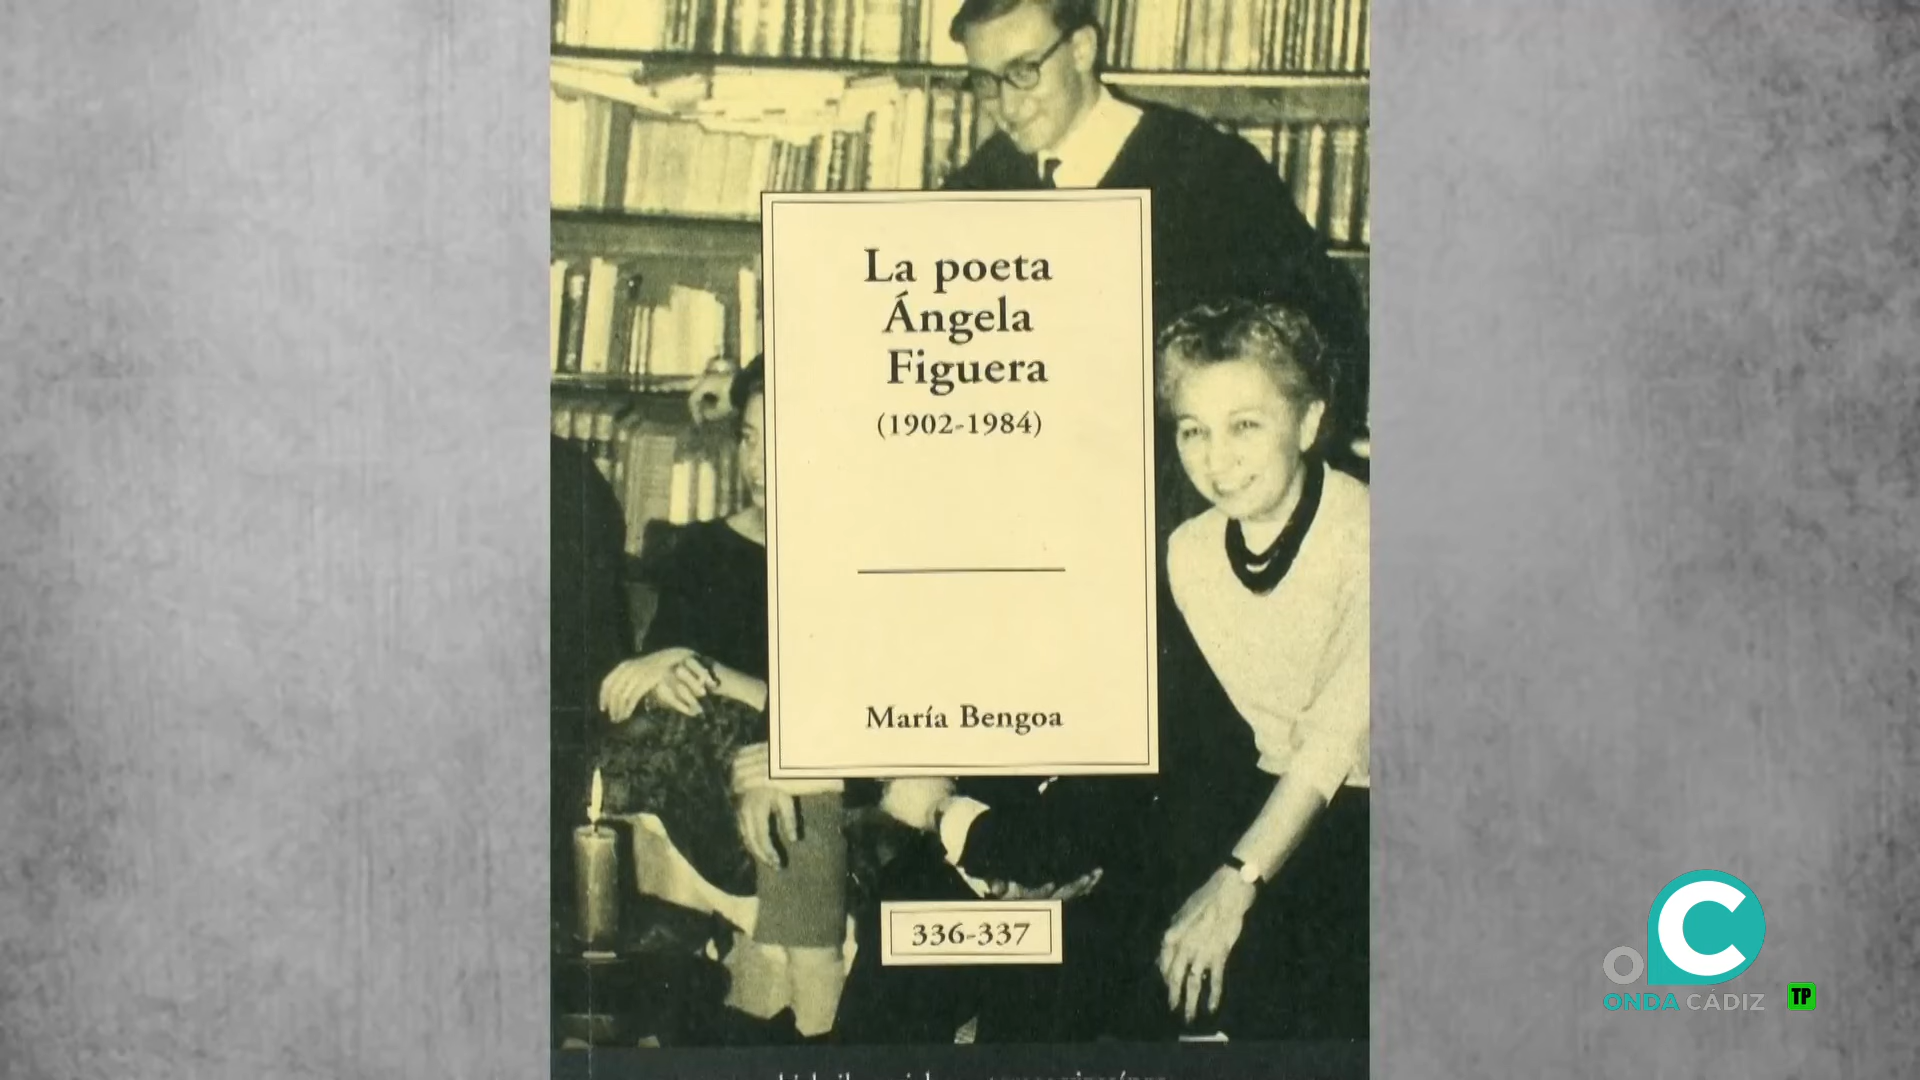 La poeta
Ángela
Figuera
(1902-1984)
María Bengoa
336-337
ONDA CÁDIZ
TP